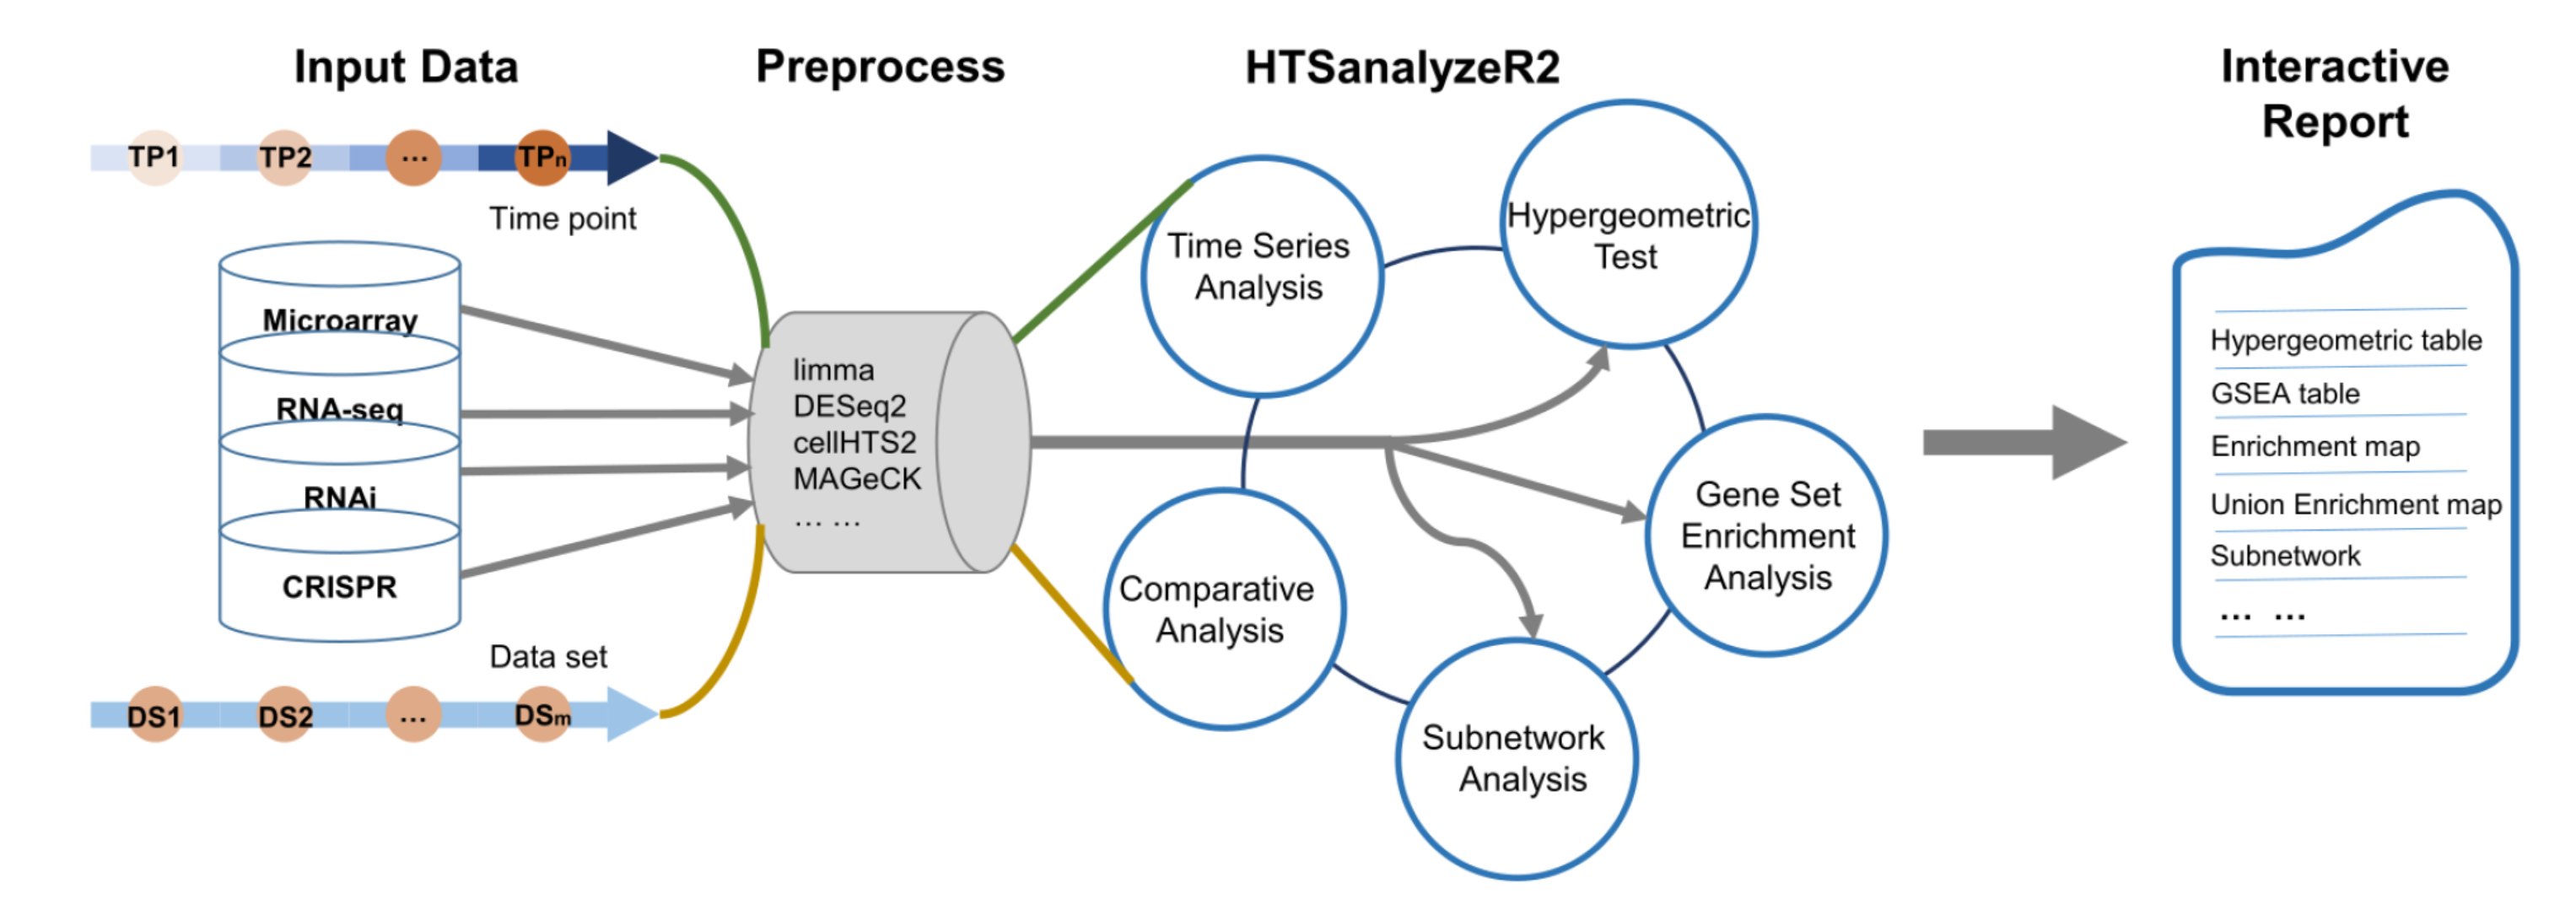 Input Data
Preprocess
HTSanalyzeR2
Interactive
Report
TP1
TP2
...
TPn
Time point
Microarray
RNA-seq
RNAi
CRISPR
Data set
DS1
DS2
...
DSm
limma
DESeq2
cellHTS2
MAGeCK
... ...
Time Series
Analysis
Hypergeometric
Test
Gene Set
Enrichment
Analysis
Comparative
Analysis
Subnetwork
Analysis
Hypergeometric table
GSEA table
Enrichment map
Union Enrichment map
Subnetwork
... ...